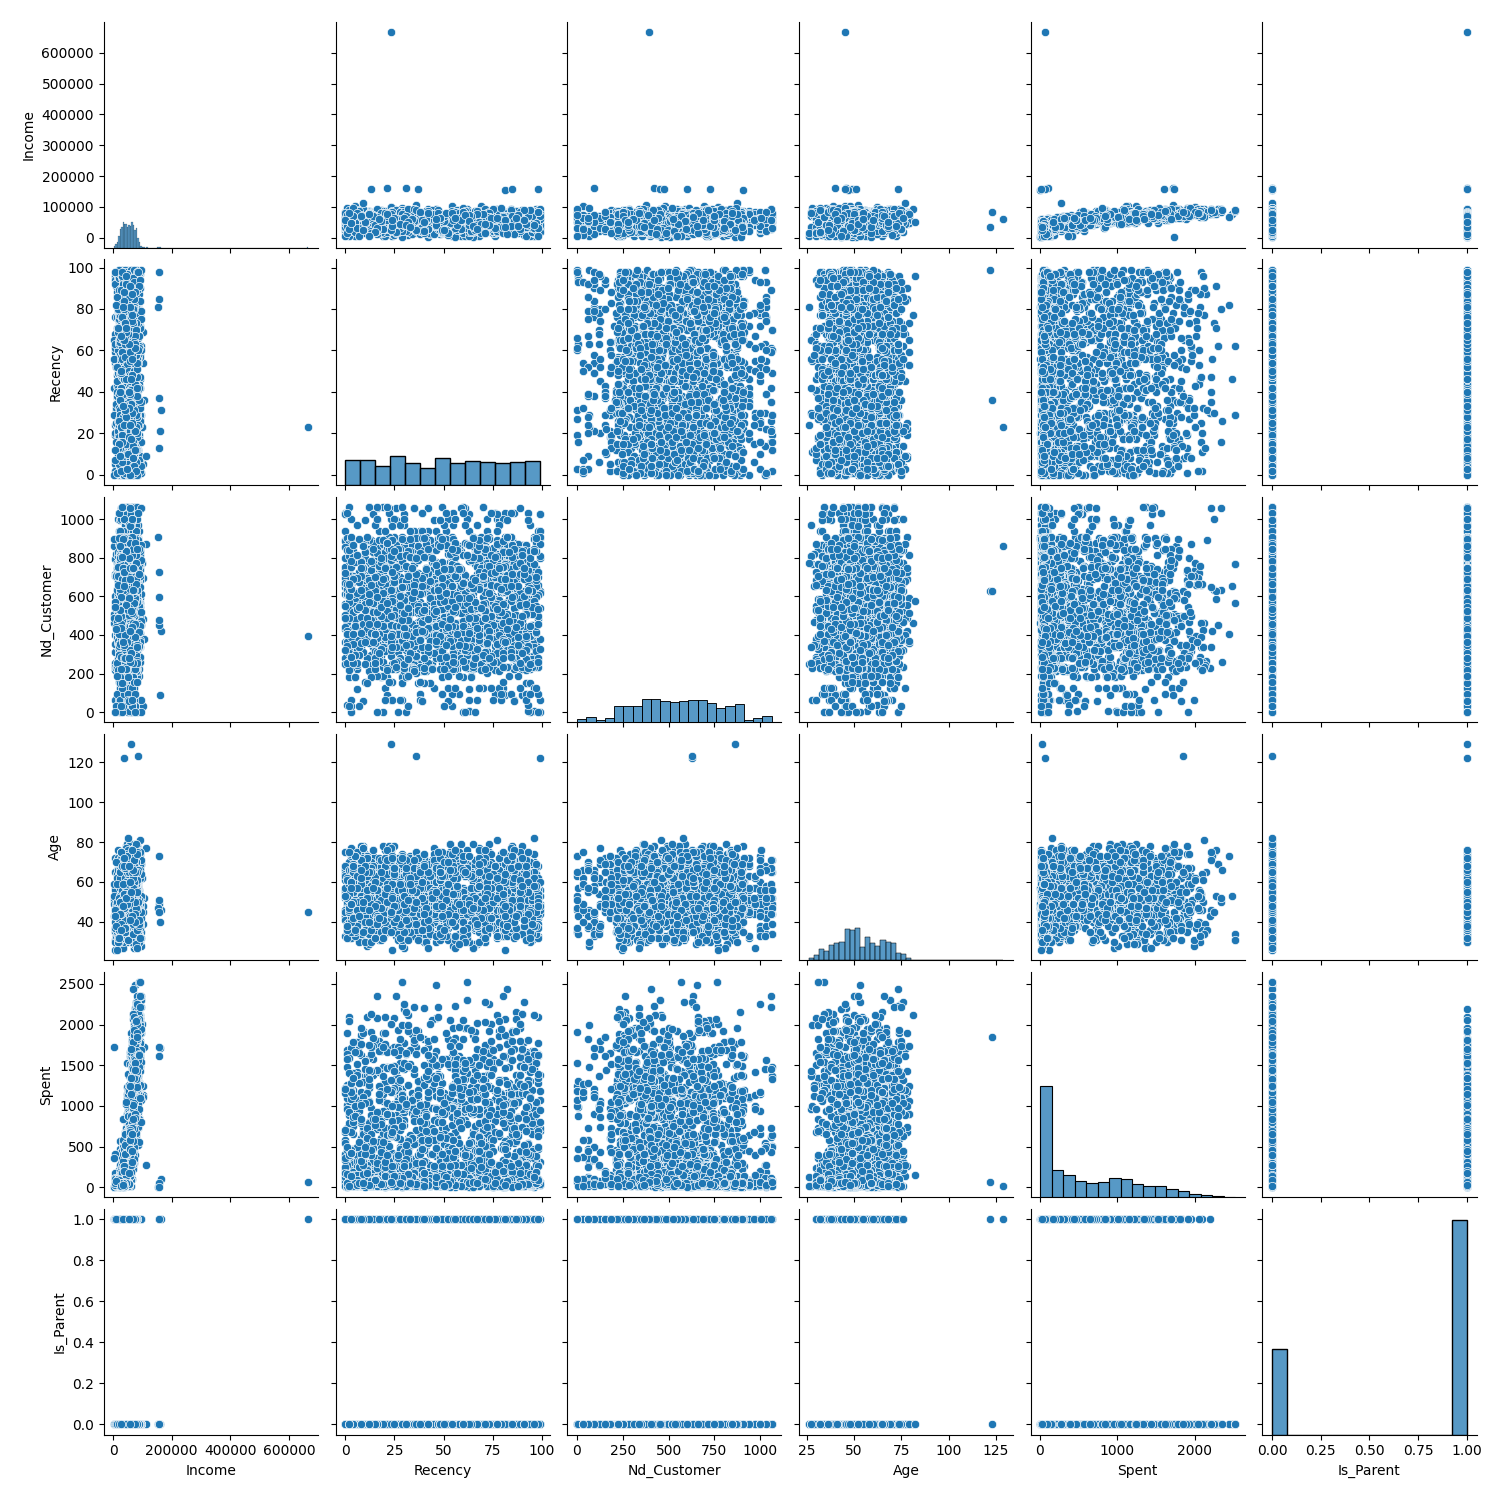 600000
500000
400000
300000
200000
100000
0
Income
100
80
60
40
20
0
Recency
1000
800
600
400
200
0
Nd_Customer
120
100
80
60
40
Age
2500
2000
1500
1000
500
0
Spent
1.0
0.8
0.6
0.4
0.2
0.0
Is_Parent
0 200000 400000 600000
0 25 50 75 100
0 250 500 750 1000
25 50 75 100 125
0 1000 2000
0.00 0.25 0.50 0.75 1.00
Income Recency Nd_Customer Age Spent Is_Parent